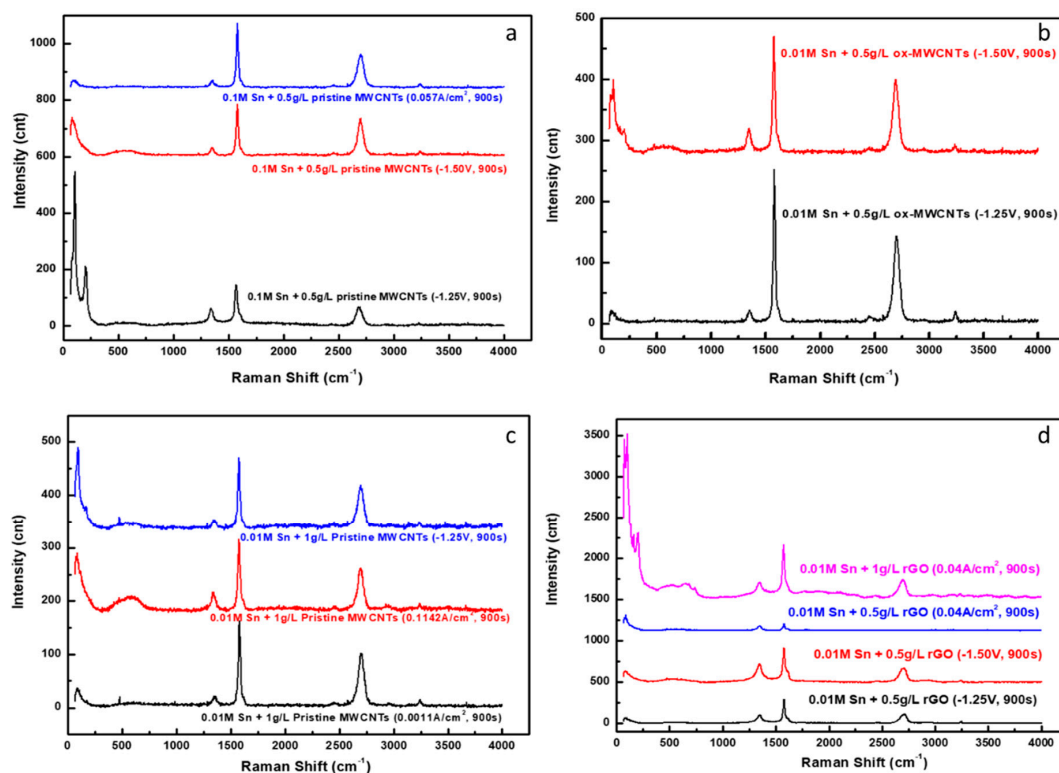 a
Intensity (cnt)
1000
800
600
400
200
0
0.1M Sn + 0.5g/L pristine MWCNTs (0.057A/cm², 900s)
0.1M Sn + 0.5g/L pristine MWCNTs (-1.50V, 900s)
0.1M Sn + 0.5g/L pristine MWCNTs (-1.25V, 900s)
0 500 1000 1500 2000 2500 3000 3500 4000
Raman Shift (cm⁻¹)
b
Intensity (cnt)
500
400
300
200
100
0
0.01M Sn + 0.5g/L ox-MWCNTs (-1.50V, 900s)
0.01M Sn + 0.5g/L ox-MWCNTs (-1.25V, 900s)
0 500 1000 1500 2000 2500 3000 3500 4000
Raman Shift (cm⁻¹)
c
Intensity (cnt)
500
400
300
200
100
0
0.01M Sn + 1g/L Pristine MWCNTs (-1.25V, 900s)
0.01M Sn + 1g/L Pristine MWCNTs (0.1142A/cm², 900s)
0.01M Sn + 1g/L Pristine MWCNTs (0.0011A/cm², 900s)
0 500 1000 1500 2000 2500 3000 3500 4000
Raman Shift (cm⁻¹)
d
Intensity (cnt)
3500
3000
2500
2000
1500
1000
500
0
0.01M Sn + 1g/L rGO (0.04A/cm², 900s)
0.01M Sn + 0.5g/L rGO (0.04A/cm², 900s)
0.01M Sn + 0.5g/L rGO (-1.50V, 900s)
0.01M Sn + 0.5g/L rGO (-1.25V, 900s)
0 500 1000 1500 2000 2500 3000 3500 4000
Raman Shift (cm⁻¹)